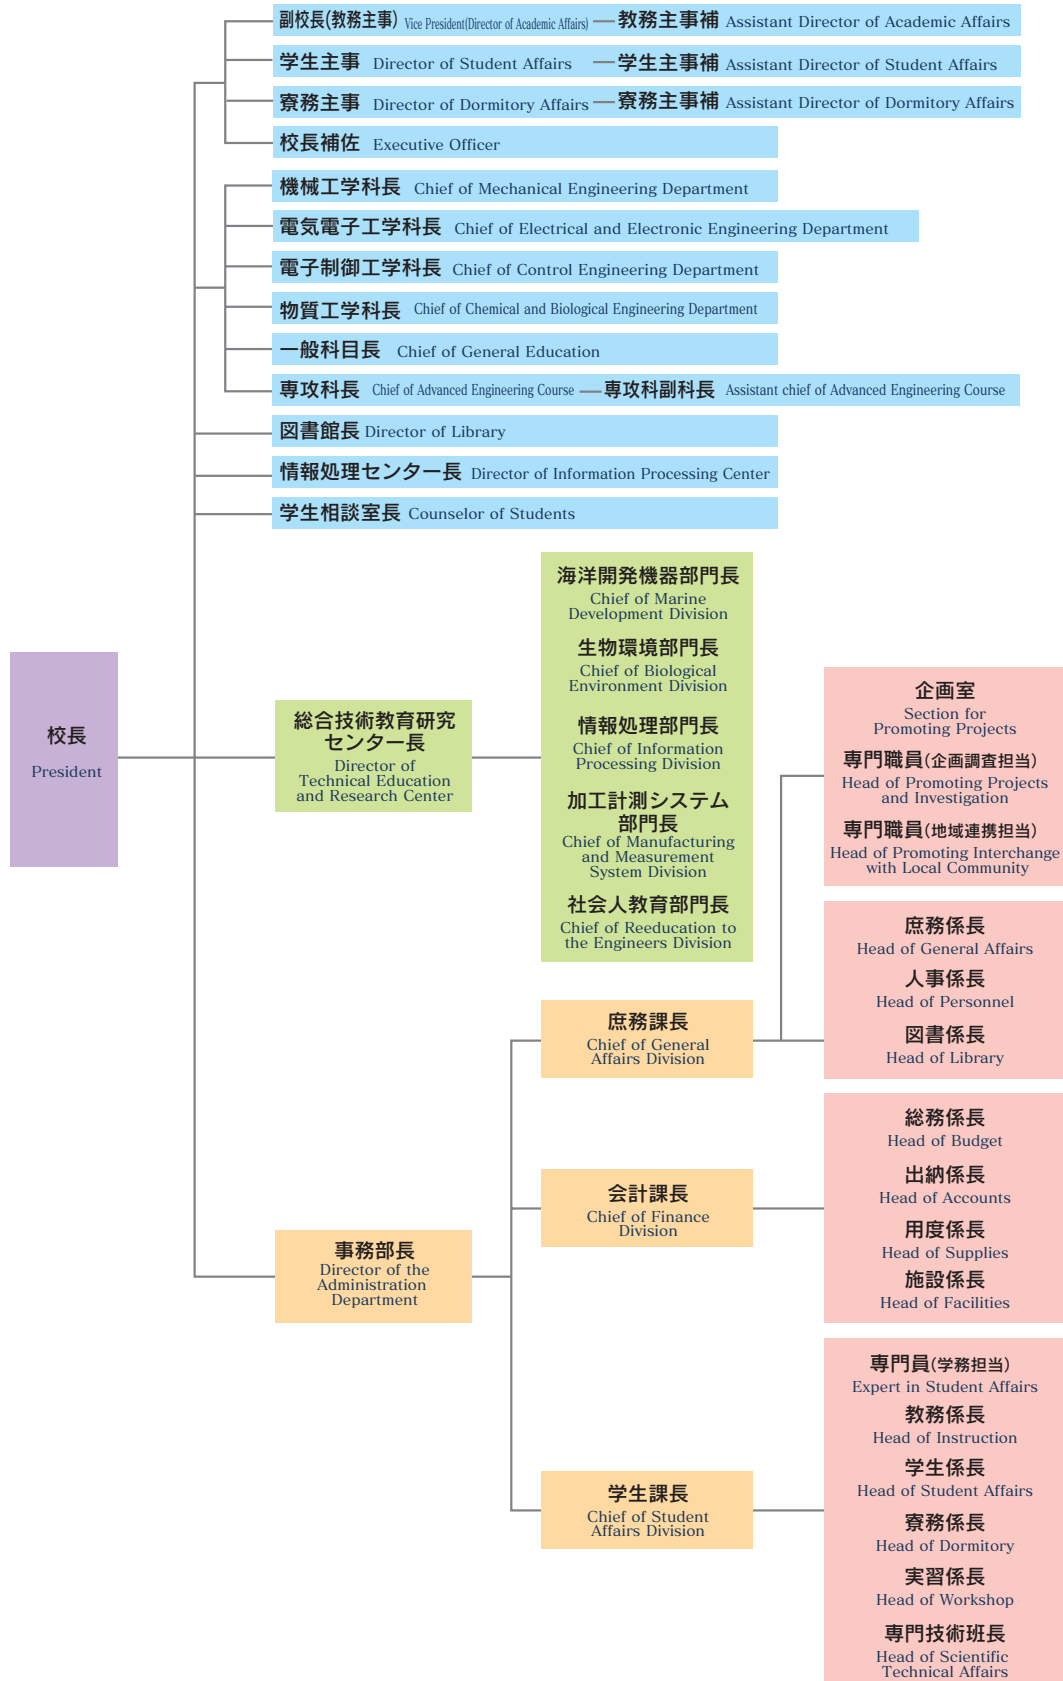 副校長(教務主事) Vice President(Director of Academic Affairs) 教務主事補 Assistant Director of Academic Affairs
学生主事 Director of Student Affairs 学生主事補 Assistant Director of Student Affairs
寮務主事 Director of Dormitory Affairs 寮務主事補 Assistant Director of Dormitory Affairs
校長補佐 Executive Officer
機械工学科長 Chief of Mechanical Engineering Department
電気電子工学科長 Chief of Electrical and Electronic Engineering Department
電子制御工学科長 Chief of Control Engineering Department
物質工学科長 Chief of Chemical and Biological Engineering Department
一般科目長 Chief of General Education
専攻科長 Chief of Advanced Engineering Course 専攻科副科長 Assistant chief of Advanced Engineering Course
図書館長 Director of Library
情報処理センター長 Director of Information Processing Center
学生相談室長 Counselor of Students
校長
President
総合技術教育研究
センター長
Director of
Technical Education
and Research Center
海洋開発機器部門長
Chief of Marine
Development Division
生物環境部門長
Chief of Biological
Environment Division
情報処理部門長
Chief of Information
Processing Division
加工計測システム
部門長
Chief of Manufacturing
and Measurement
System Division
社会人教育部門長
Chief of Reeducation to
the Engineers Division
事務部長
Director of the
Administration
Department
庶務課長
Chief of General
Affairs Division
企画室
Section for
Promoting Projects
専門職員(企画調査担当)
Head of Promoting Projects
and Investigation
専門職員(地域連携担当)
Head of Promoting Interchange
with Local Community
庶務係長
Head of General Affairs
人事係長
Head of Personnel
図書係長
Head of Library
会計課長
Chief of Finance
Division
総務係長
Head of Budget
出納係長
Head of Accounts
用度係長
Head of Supplies
施設係長
Head of Facilities
学生課長
Chief of Student
Affairs Division
専門員(学務担当)
Expert in Student Affairs
教務係長
Head of Instruction
学生係長
Head of Student Affairs
寮務係長
Head of Dormitory
実習係長
Head of Workshop
専門技術班長
Head of Scientific
Technical Affairs